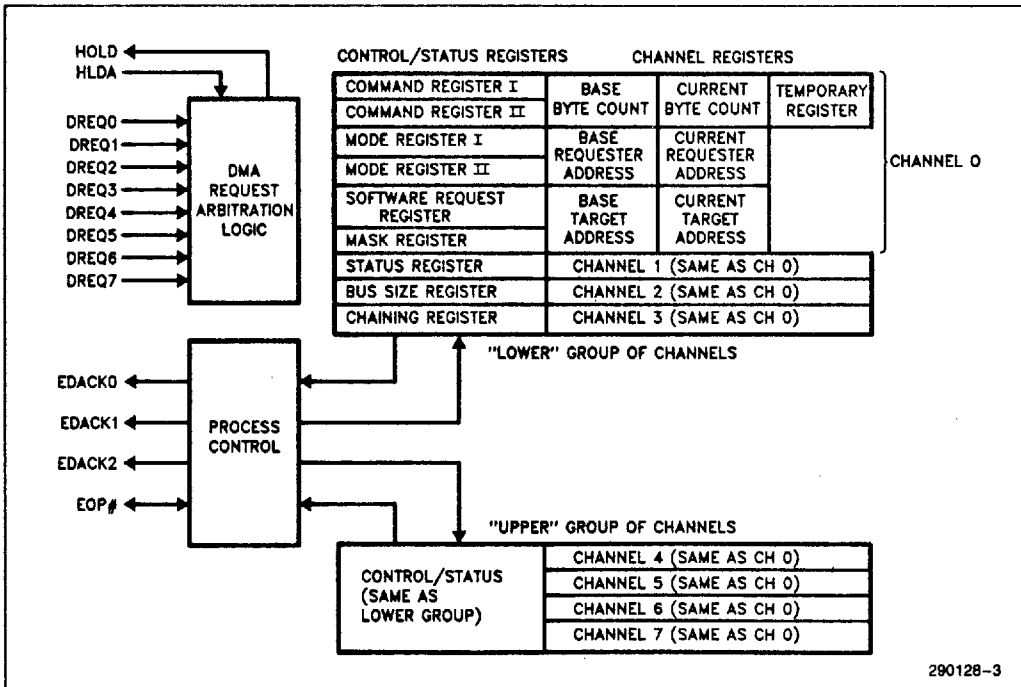 HOLD
HLDA
DREQ0
DREQ1
DREQ2
DREQ3
DREQ4
DREQ5
DREQ6
DREQ7
DMA
REQUEST
ARBITRATION
LOGIC
CONTROL/STATUS REGISTERS
CHANNEL REGISTERS
COMMAND REGISTER I
COMMAND REGISTER II
MODE REGISTER I
MODE REGISTER II
SOFTWARE REQUEST
REGISTER
MASK REGISTER
STATUS REGISTER
BUS SIZE REGISTER
CHAINING REGISTER
BASE
BYTE COUNT
CURRENT
BYTE COUNT
TEMPORARY
REGISTER
BASE
REQUESTER
ADDRESS
CURRENT
REQUESTER
ADDRESS
BASE
TARGET
ADDRESS
CURRENT
TARGET
ADDRESS
CHANNEL 0
CHANNEL 1 (SAME AS CH 0)
CHANNEL 2 (SAME AS CH 0)
CHANNEL 3 (SAME AS CH 0)
"LOWER" GROUP OF CHANNELS
EDACK0
EDACK1
EDACK2
EOP#
PROCESS
CONTROL
"UPPER" GROUP OF CHANNELS
CONTROL/STATUS
(SAME AS
LOWER GROUP)
CHANNEL 4 (SAME AS CH 0)
CHANNEL 5 (SAME AS CH 0)
CHANNEL 6 (SAME AS CH 0)
CHANNEL 7 (SAME AS CH 0)
290128-3